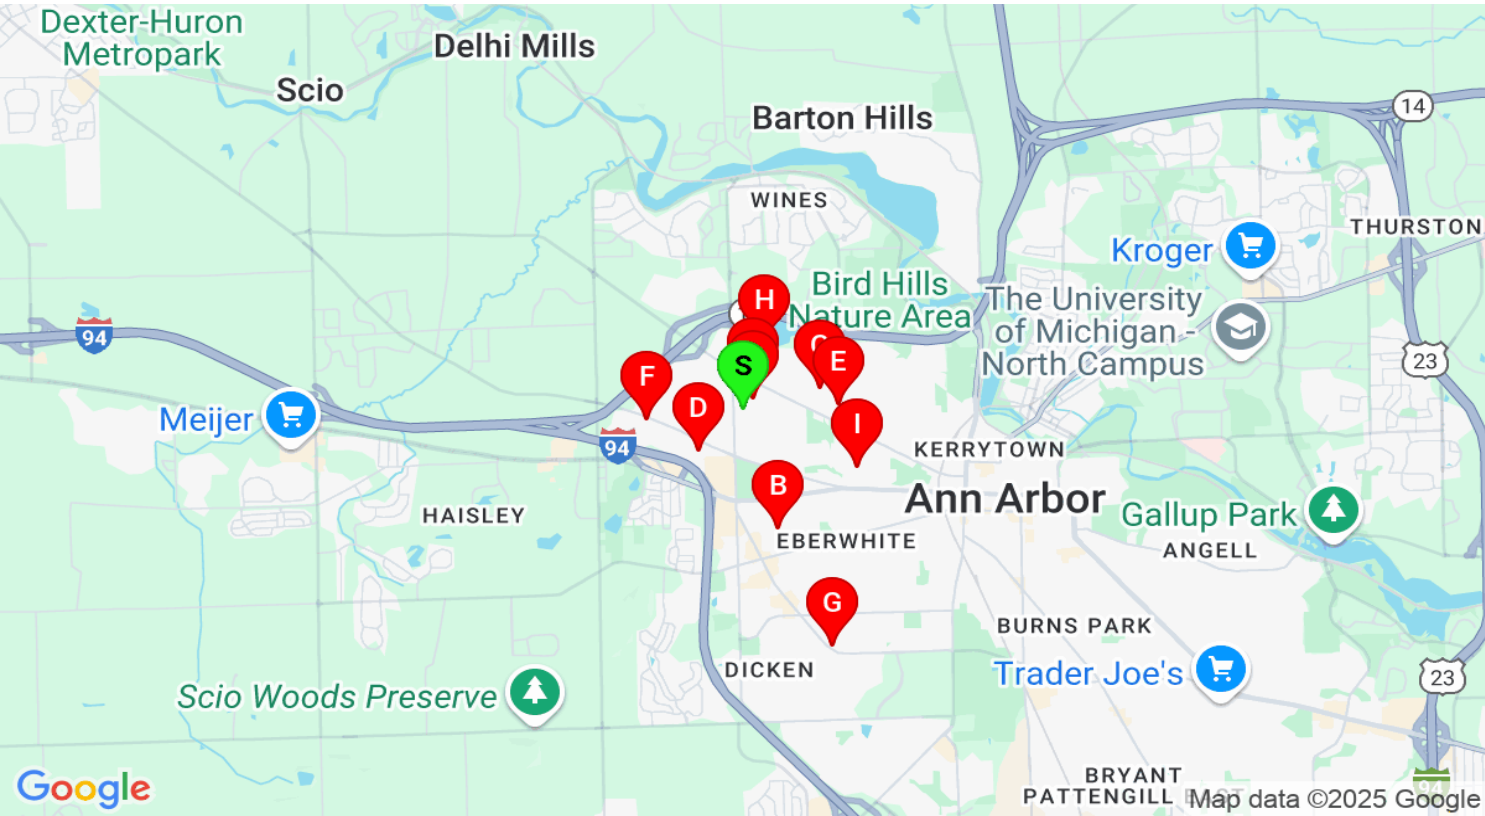 Dexter-Huron
Metropark
Delhi Mills
Scio
Barton Hills
14
WINES
THURSTON
Kroger
Bird Hills
Nature Area
The University
of Michigan -
North Campus
H
94
S
E
F
D
23
Meijer
I
94
KERRYTOWN
B
Ann Arbor
Gallup Park
HAISLEY
EBERWHITE
ANGELL
G
BURNS PARK
DICKEN
Trader Joe's
23
Scio Woods Preserve
BRYANT
PATTENGILL
94
Google
Map data ©2025 Google